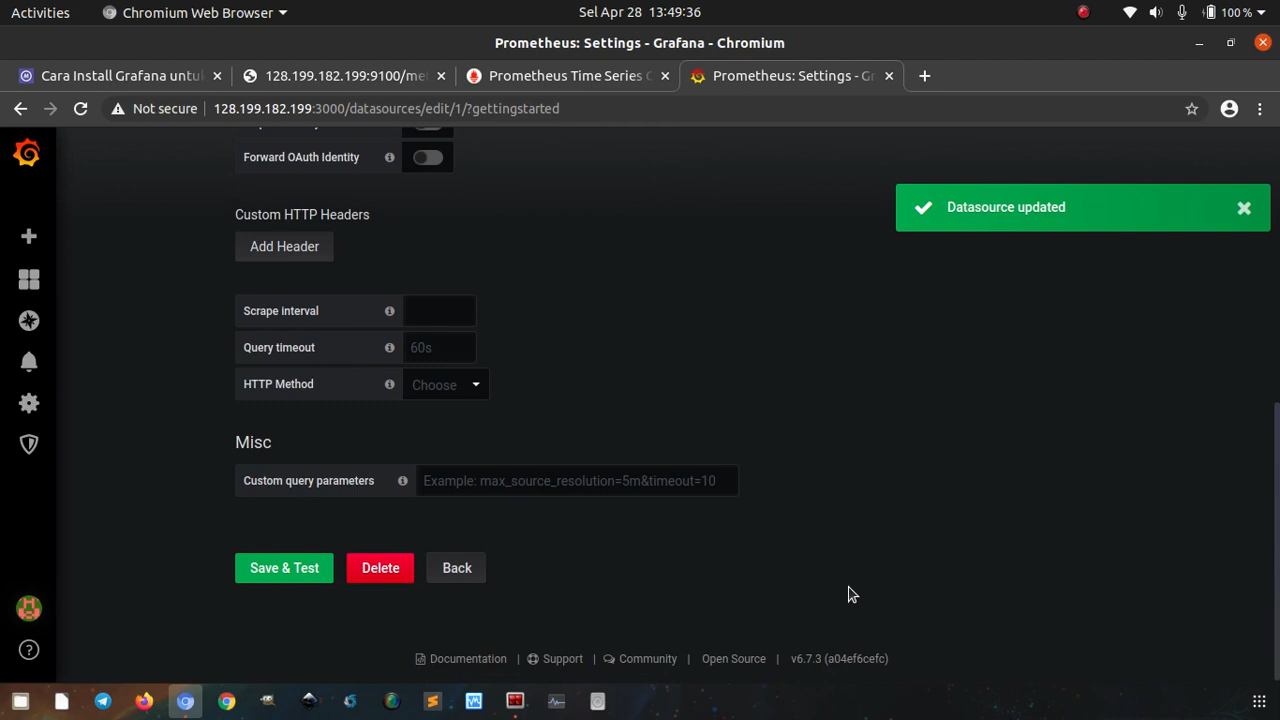 Activities
Chromium Web Browser
Sel Apr 28 13:49:36
100 %
Prometheus: Settings - Grafana - Chromium
Cara Install Grafana untu
128.199.182.199:9100/me
Prometheus Time Series
Prometheus: Settings - Gr
Not secure
128.199.182.199:3000/datasources/edit/1/?gettingstarted
Forward OAuth Identity
Datasource updated
Custom HTTP Headers
Add Header
Scrape interval
Query timeout
60s
HTTP Method
Choose
Misc
Custom query parameters
Example: max_source_resolution=5m&timeout=10
Save & Test
Delete
Back
Documentation | Support | Community | Open Source | v6.7.3 (a04ef6cefc)